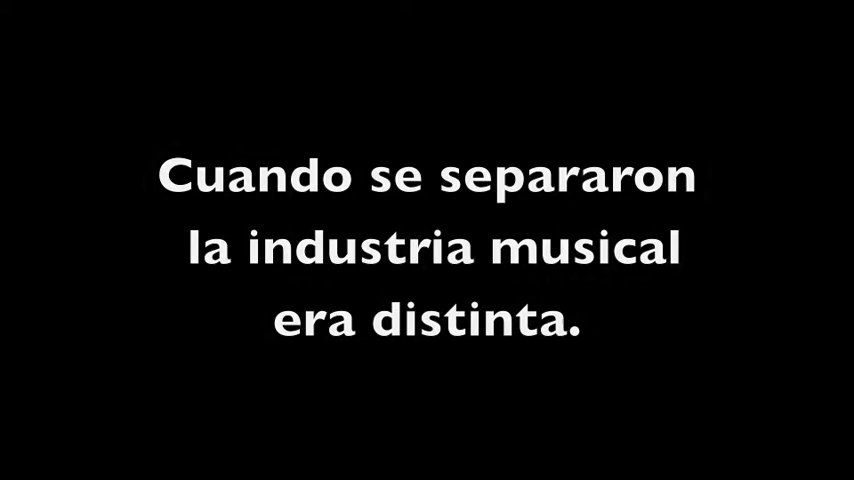 Cuando se separaron
la industria musical
era distinta.